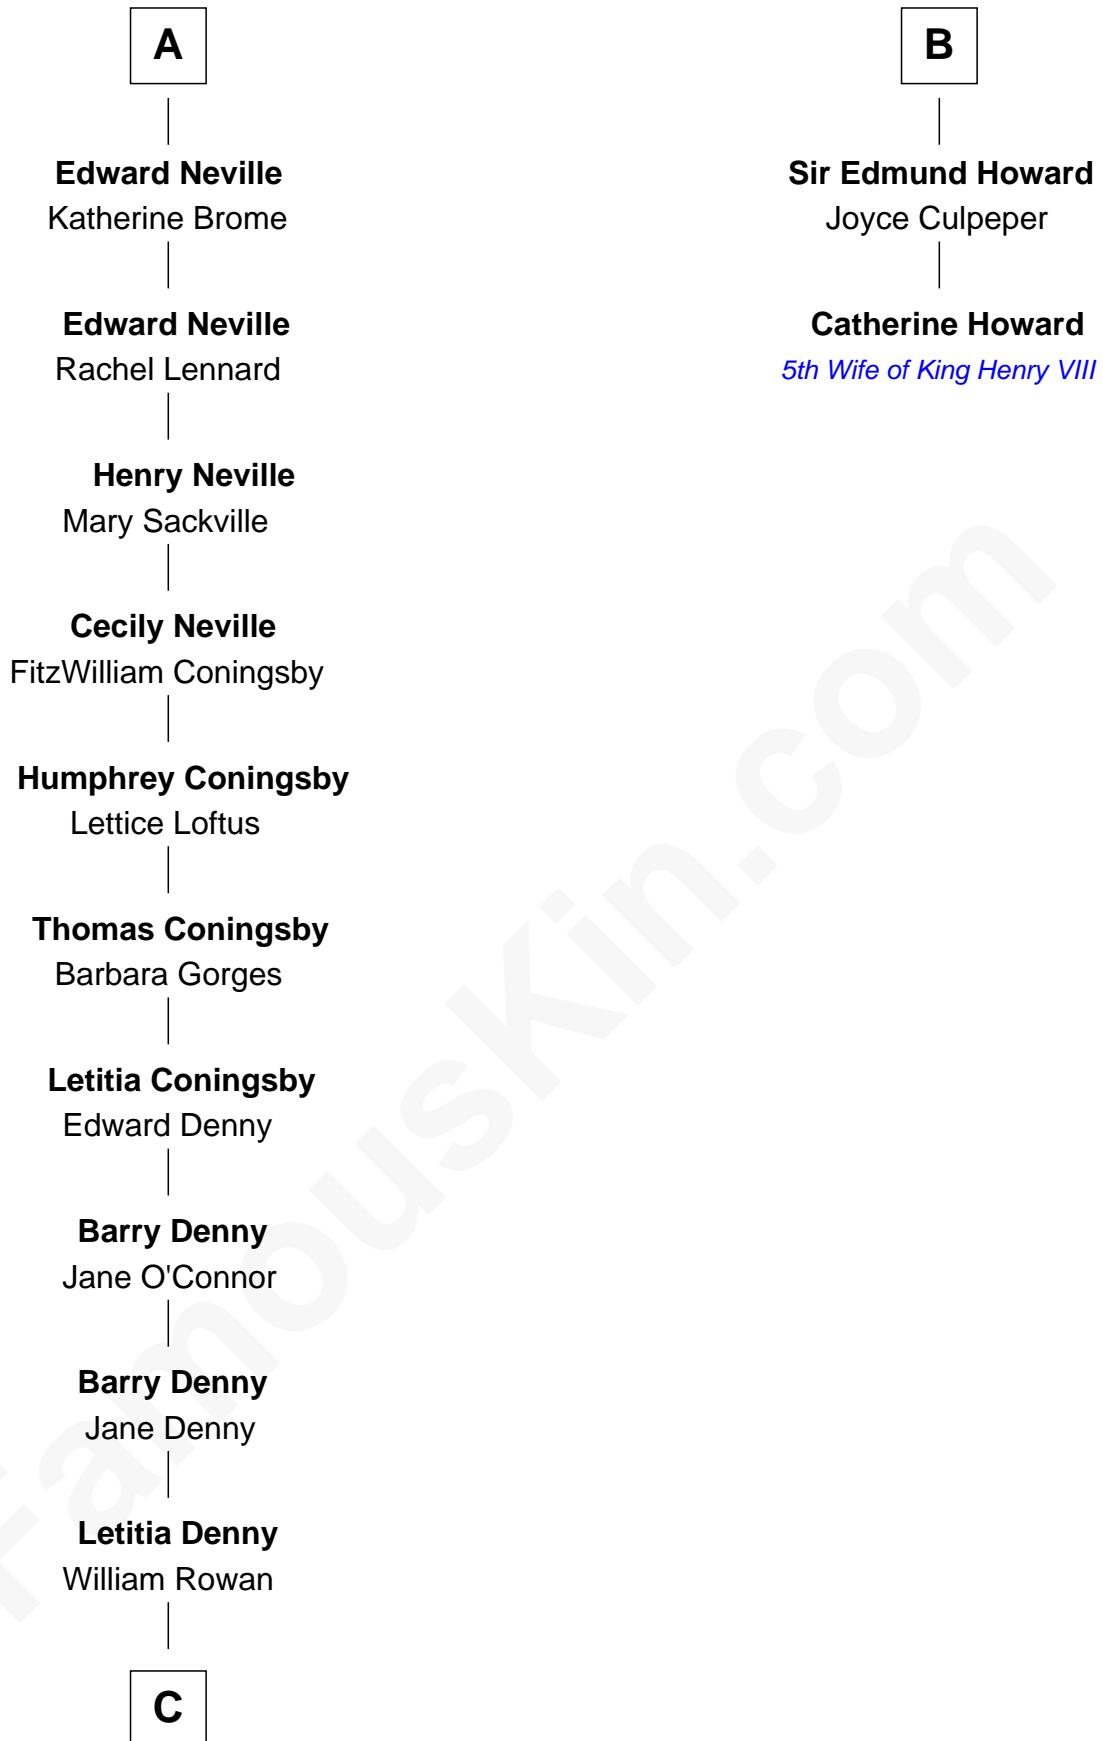 A
Edward Neville
Katherine Brome
Edward Neville
Rachel Lennard
Henry Neville
Mary Sackville
Cecily Neville
FitzWilliam Coningsby
Humphrey Coningsby
Lettice Loftus
Thomas Coningsby
Barbara Gorges
Letitia Coningsby
Edward Denny
Barry Denny
Jane O'Connor
Barry Denny
Jane Denny
Letitia Denny
William Rowan
C
B
Sir Edmund Howard
Joyce Culpeper
Catherine Howard
5th Wife of King Henry VIII
FamousKin.com